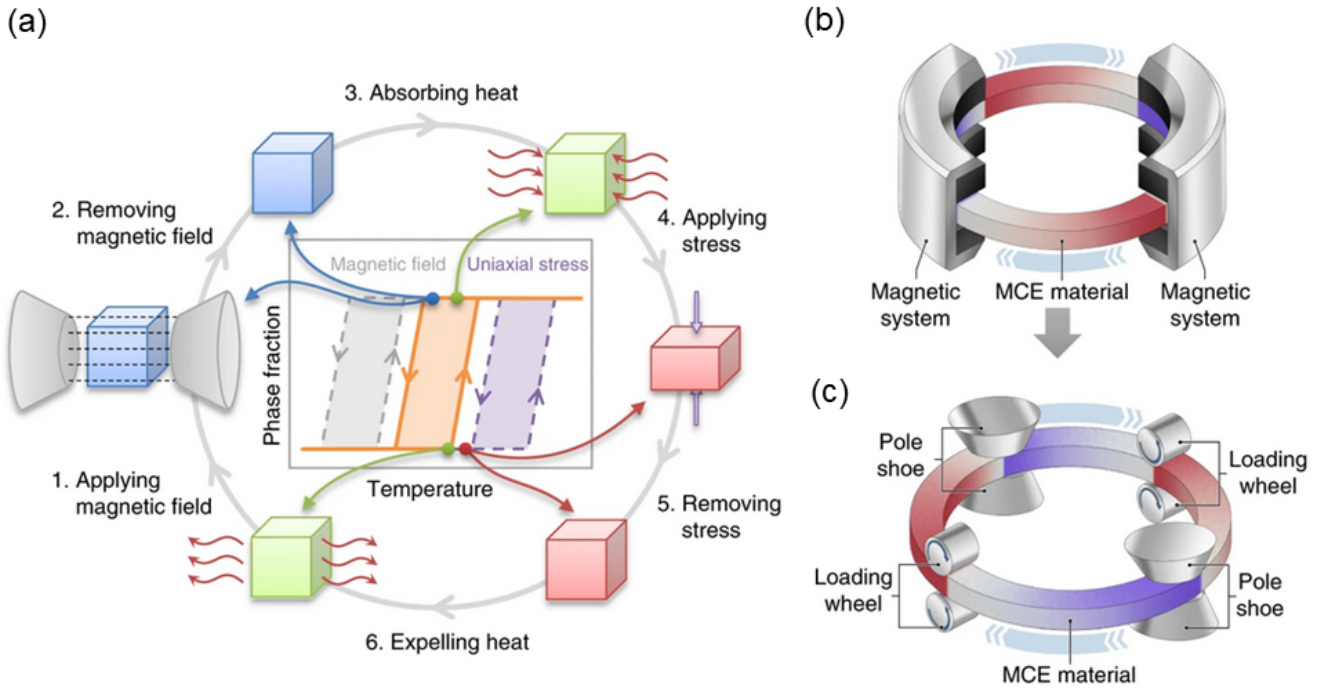 (a)
3. Absorbing heat
2. Removing
magnetic field
4. Applying
stress
Magnetic field
Uniaxial stress
Phase fraction
Temperature
1. Applying
magnetic field
5. Removing
stress
6. Expelling heat
(b)
Magnetic
system
MCE material
Magnetic
system
(c)
Pole
shoe
Loading
wheel
Loading
wheel
Pole
shoe
MCE material